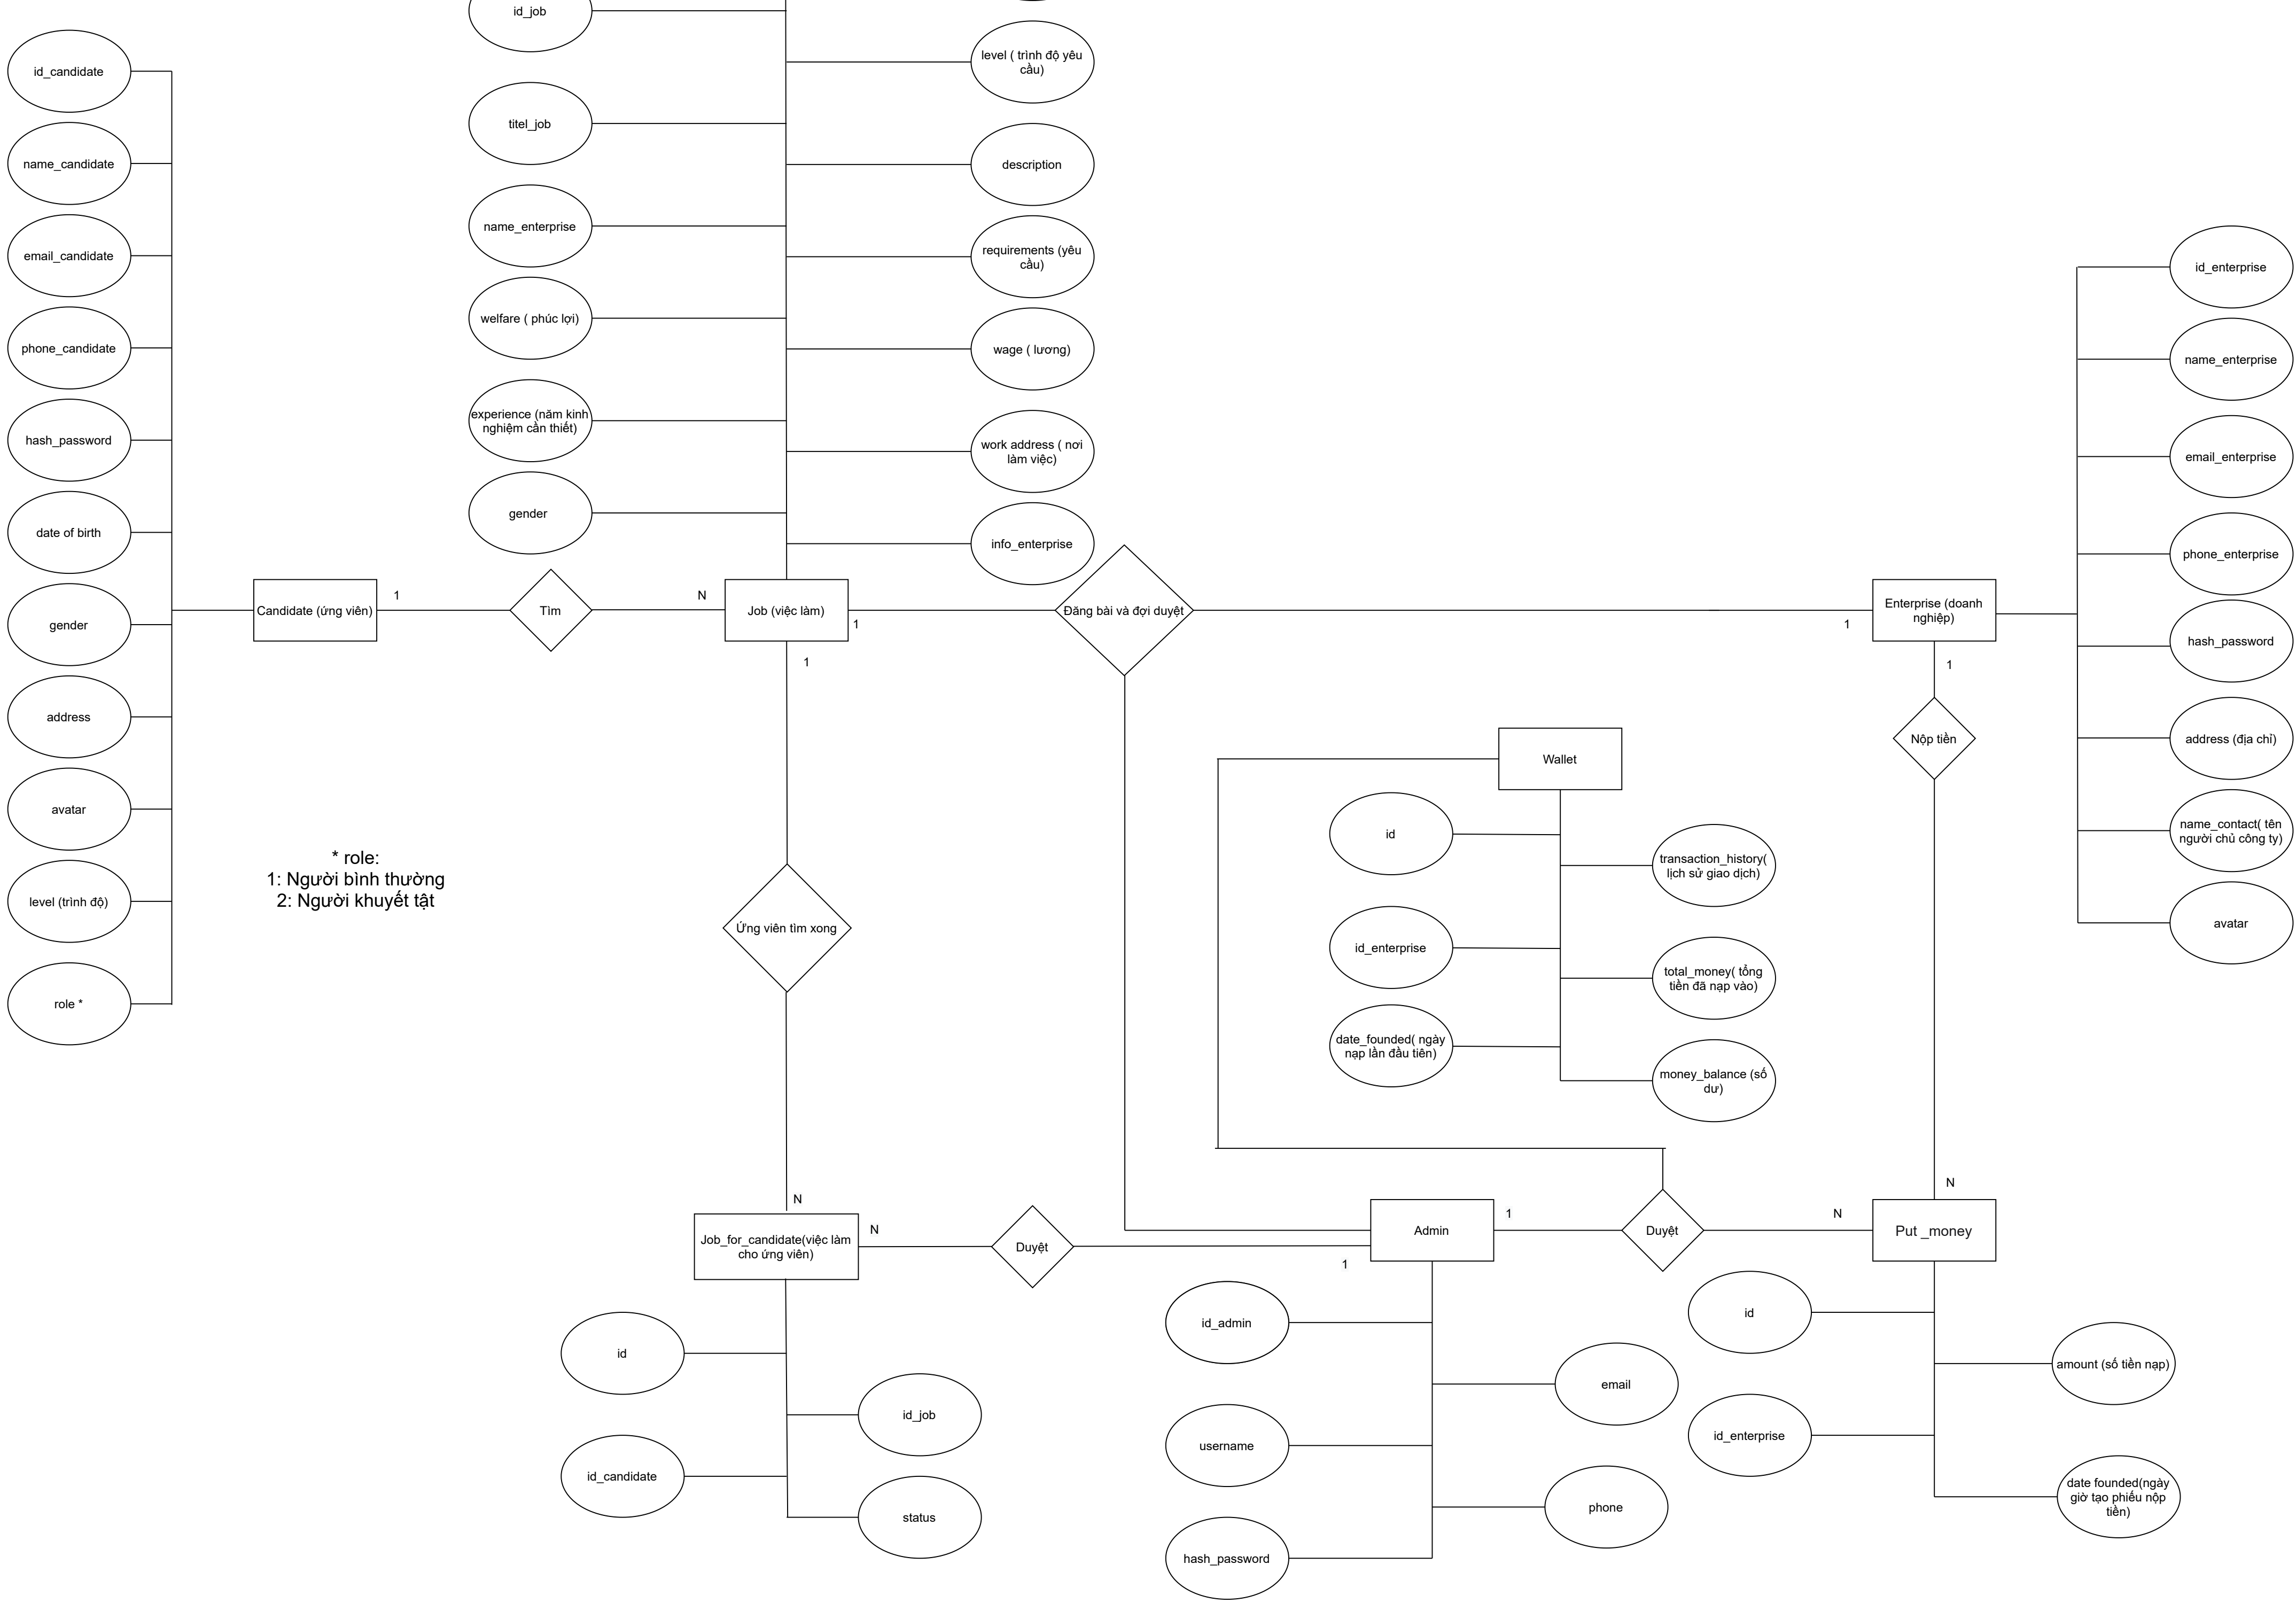 id_candidate
name_candidate
email_candidate
phone_candidate
hash_password
date of birth
gender
address
avatar
level (trình độ)
role *
* role:
1: Người bình thường
2: Người khuyết tật
Candidate (ứng viên)
1
Tìm
N
id_job
titel_job
name_enterprise
welfare ( phúc lợi)
experience (năm kinh
nghiệm cần thiết)
gender
level ( trình độ yêu
cầu)
description
requirements (yêu
cầu)
wage ( lương)
work address ( nơi
làm việc)
info_enterprise
Job (việc làm)
1
1
Đăng bài và đợi duyệt
1
Enterprise (doanh
nghiệp)
1
id_enterprise
name_enterprise
email_enterprise
phone_enterprise
hash_password
address (địa chỉ)
name_contact( tên
người chủ công ty)
avatar
Nộp tiền
N
Wallet
id
transaction_history(
lịch sử giao dịch)
id_enterprise
total_money( tổng
tiền đã nạp vào)
date_founded( ngày
nạp lần đầu tiên)
money_balance (số
dư)
Ứng viên tìm xong
N
Job_for_candidate(việc làm
cho ứng viên)
N
Duyệt
1
Admin
1
Duyệt
N
Put _money
id
id_job
id_candidate
status
id_admin
email
username
phone
hash_password
id
amount (số tiền nạp)
id_enterprise
date founded(ngày
giờ tạo phiếu nộp
tiền)